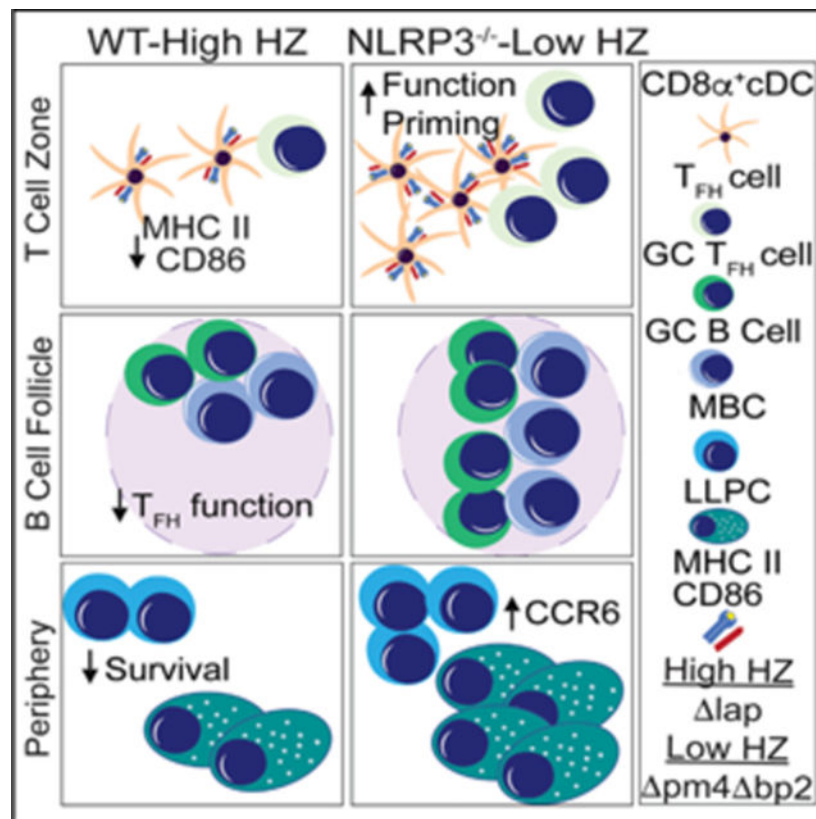 WT-High HZ
NLRP3-/--Low HZ
T Cell Zone
↓ MHC II
CD86
↑ Function
Priming
B Cell Follicle
↓ TFH function
Periphery
↓ Survival
↑ CCR6
CD8α+cDC
TFH cell
GC TFH cell
GC B Cell
MBC
LLPC
MHC II
CD86
High HZ
Δlap
Low HZ
Δpm4Δbp2